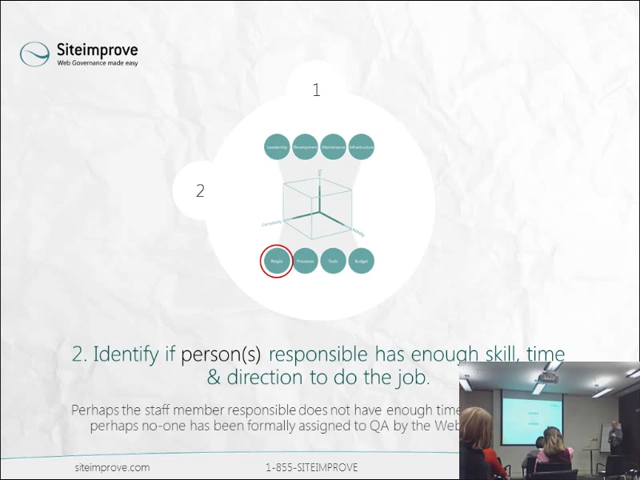 Siteimprove
Web Governance made easy
1
Leadership Development Maintenance Infrastructure
2
People Processes Tools Budget
2. Identify if person(s) responsible has enough skill, time
& direction to do the job.
Perhaps the staff member responsible does not have enough time
perhaps no-one has been formally assigned to QA by the Web
siteimprove.com
1-855-SITEIMPROVE